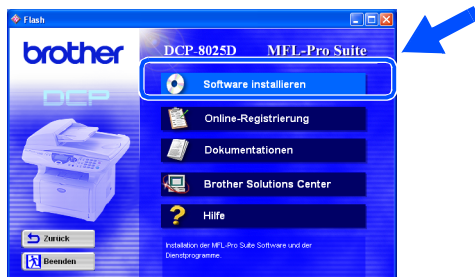 Flash
brother
DCP-8025D MFL-Pro Suite
DCP
Software installieren
Online-Registrierung
Dokumentationen
Brother Solutions Center
Hilfe
Zurück
Beenden
Installation der MFL-Pro Suite Software und der
Dienstprogramme.